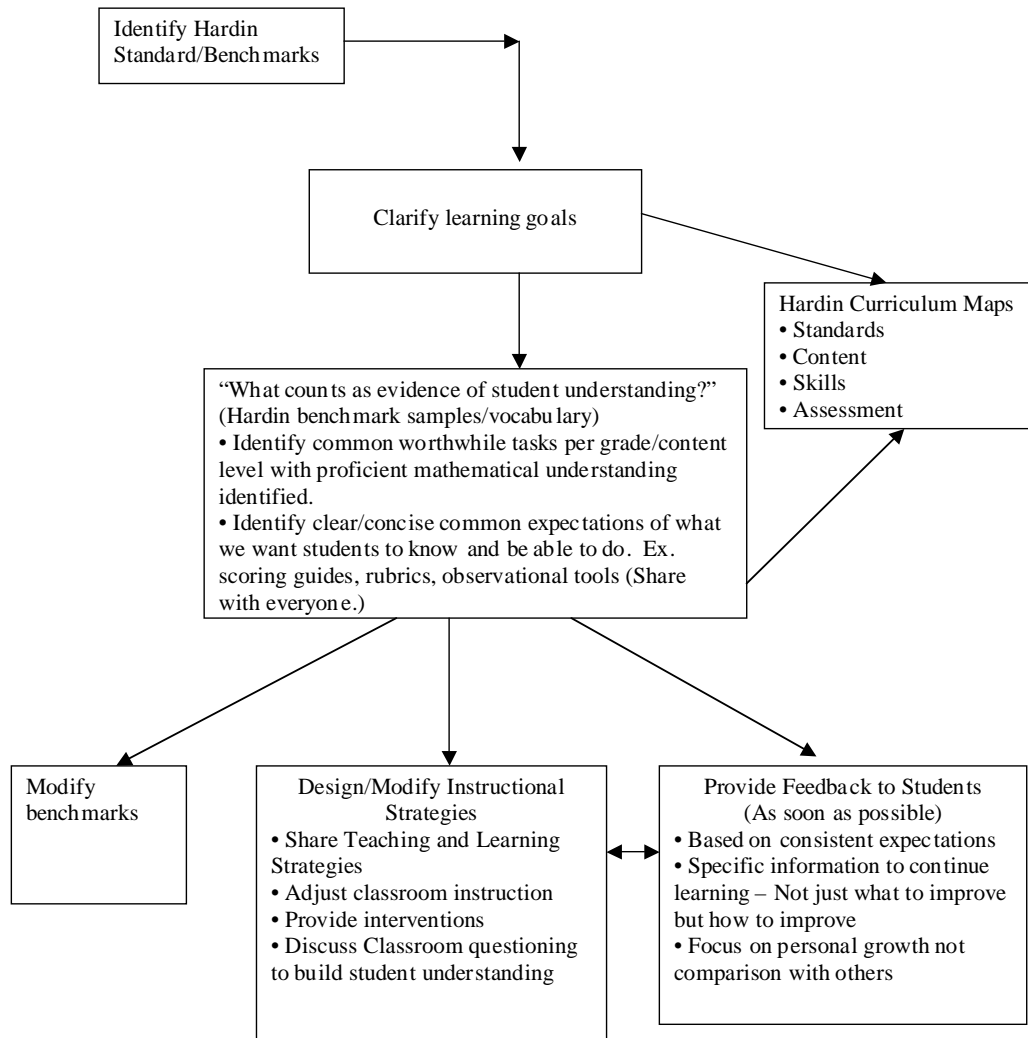 Identify Hardin
Standard/Benchmarks
Clarify learning goals
Hardin Curriculum Maps
• Standards
• Content
• Skills
• Assessment
“What counts as evidence of student understanding?”
(Hardin benchmark samples/vocabulary)
• Identify common worthwhile tasks per grade/content
level with proficient mathematical understanding
identified.
• Identify clear/concise common expectations of what
we want students to know and be able to do.  Ex.
scoring guides, rubrics, observational tools (Share
with everyone.)
Modify
benchmarks
Design/Modify Instructional
Strategies
• Share Teaching and Learning
Strategies
• Adjust classroom instruction
• Provide interventions
• Discuss Classroom questioning
to build student understanding
Provide Feedback to Students
(As soon as possible)
• Based on consistent expectations
• Specific information to continue
learning – Not just what to improve
but how to improve
• Focus on personal growth not
comparison with others